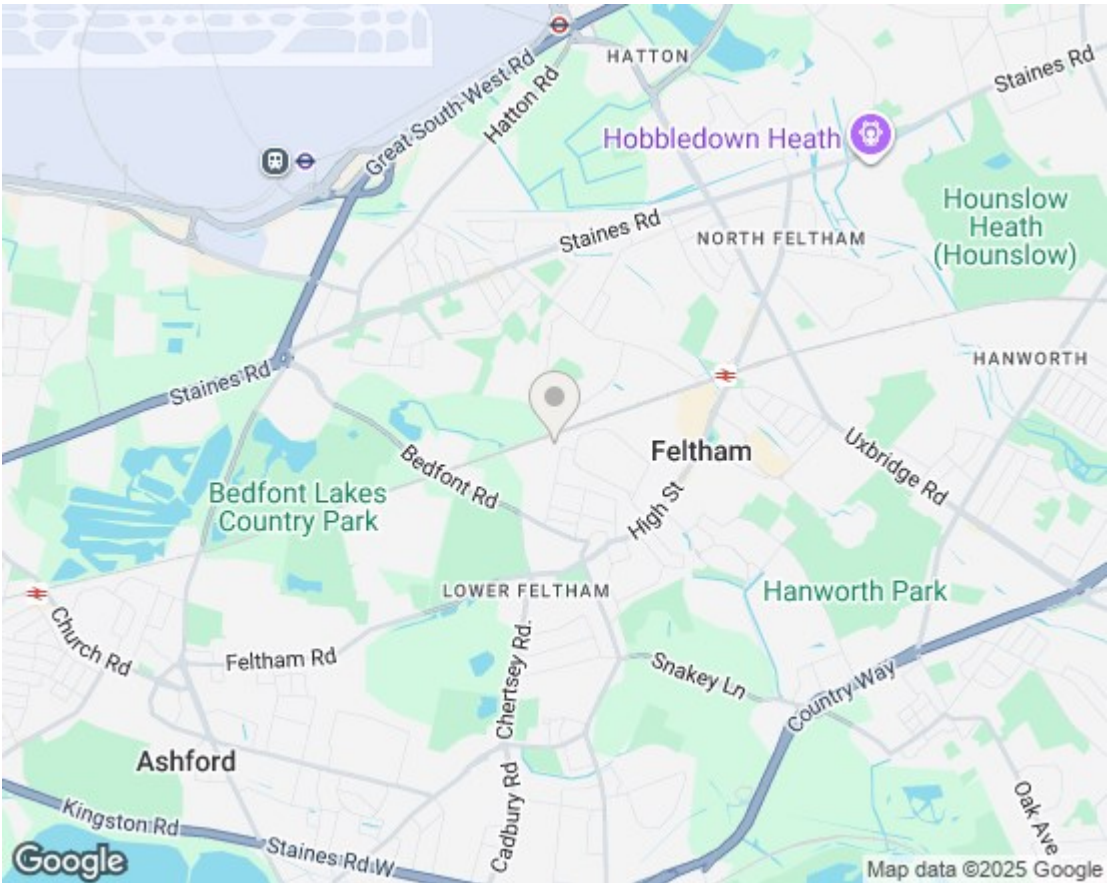 HATTON
Great South-West Rd
Hatton Rd
Staines Rd
Hobbledown Heath
Hounslow
Heath
(Hounslow)
Staines Rd
NORTH FELTHAM
HANWORTH
Staines Rd
Bedfont Rd
Feltham
Uxbridge Rd
Bedfont Lakes
Country Park
High St
LOWER FELTHAM
Hanworth Park
Church Rd
Feltham Rd
Chertsey Rd.
Snakey Ln
Country Way
Ashford
Kingston Rd
Staines Rd W
Cadbury Rd
Oak Ave
Google
Map data ©2025 Google